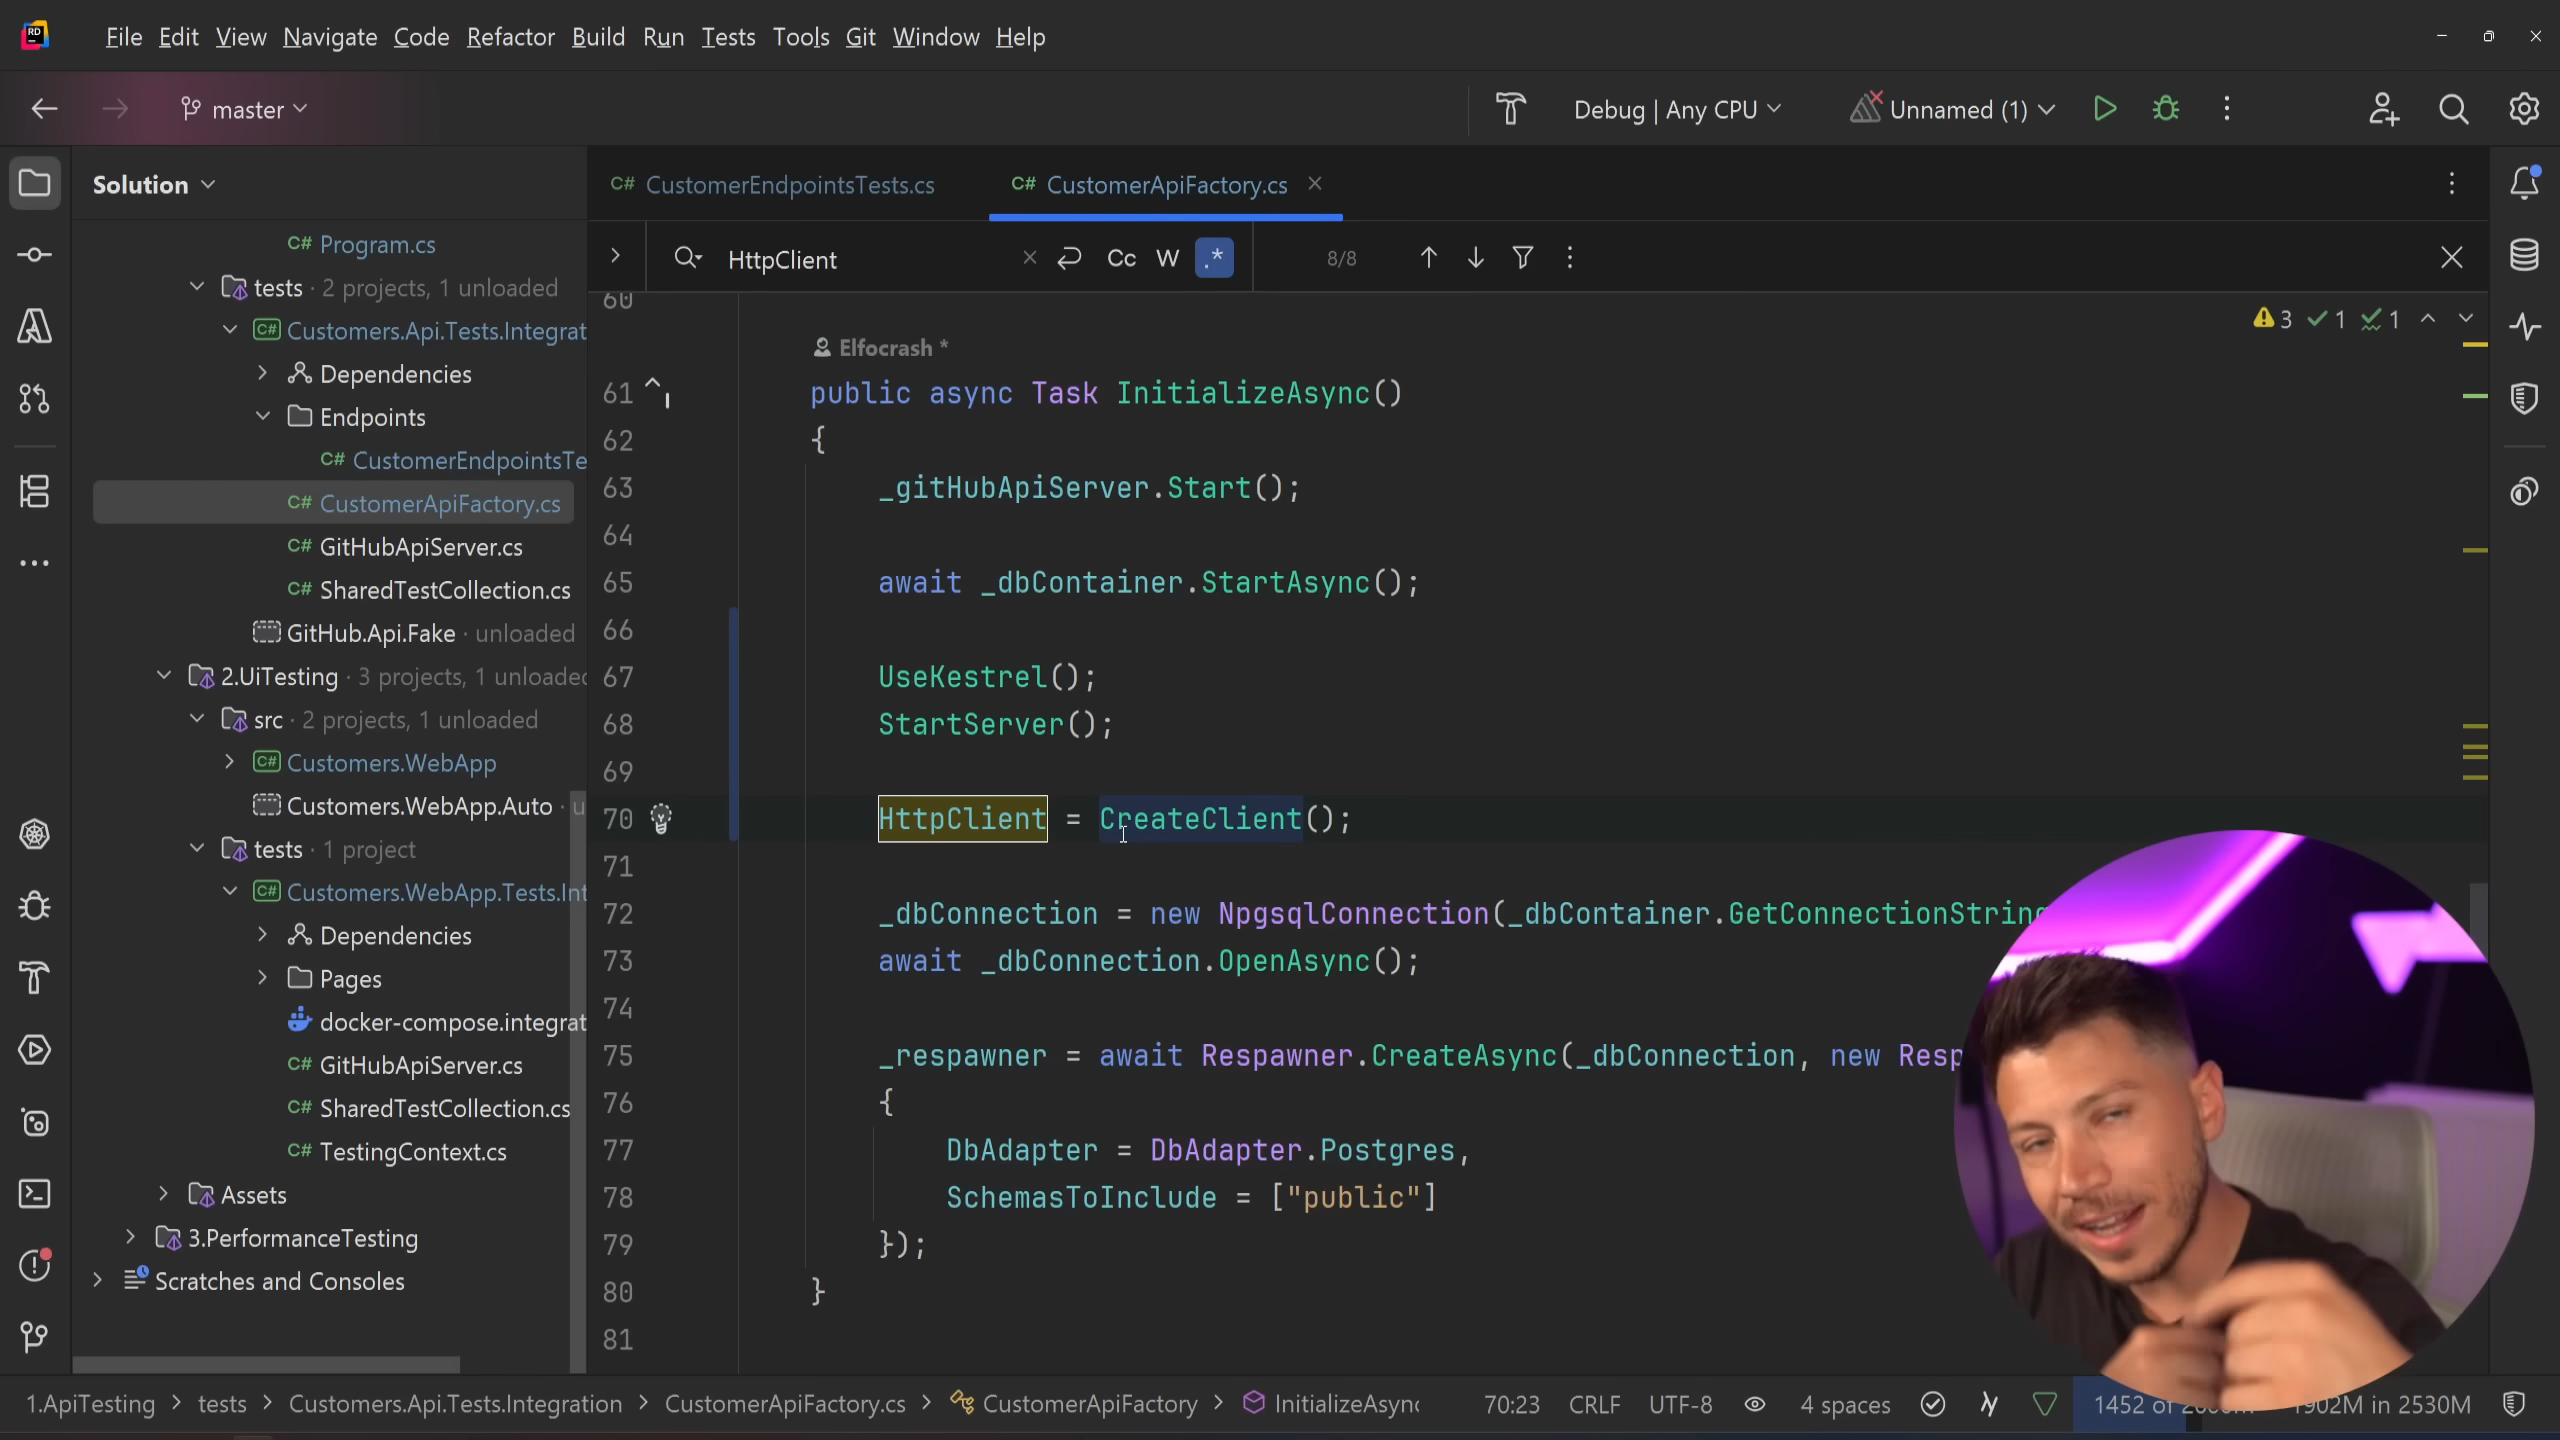 RD File Edit View Navigate Code Refactor Build Run Tests Tools Git Window Help
master Debug | Any CPU Unnamed (1)
Solution C# CustomerEndpointsTests.cs C# CustomerApiFactory.cs
HttpClient Cc W .* 8/8
C# Program.cs
tests · 2 projects, 1 unloaded
C# Customers.Api.Tests.Integrat
Dependencies
Endpoints
C# CustomerEndpointsTe
C# CustomerApiFactory.cs
C# GitHubApiServer.cs
C# SharedTestCollection.cs
GitHub.Api.Fake · unloaded
2.UiTesting · 3 projects, 1 unloaded
src · 2 projects, 1 unloaded
C# Customers.WebApp
Customers.WebApp.Auto · u
tests · 1 project
C# Customers.WebApp.Tests.Int
Dependencies
Pages
docker-compose.integrat
C# GitHubApiServer.cs
C# SharedTestCollection.cs
C# TestingContext.cs
Assets
3.PerformanceTesting
Scratches and Consoles
3 1 1
60
Elfocrash *
61 public async Task InitializeAsync()
62 {
63 _gitHubApiServer.Start();
64
65 await _dbContainer.StartAsync();
66
67 UseKestrel();
68 StartServer();
69
70 HttpClient = CreateClient();
71
72 _dbConnection = new NpgsqlConnection(_dbContainer.GetConnectionString
73 await _dbConnection.OpenAsync();
74
75 _respawner = await Respawner.CreateAsync(_dbConnection, new Resp
76 {
77 DbAdapter = DbAdapter.Postgres,
78 SchemasToInclude = ["public"]
79 });
80 }
81
1.ApiTesting > tests > Customers.Api.Tests.Integration > CustomerApiFactory.cs > CustomerApiFactory > InitializeAsync 70:23 CRLF UTF-8 4 spaces 1452 of 1902M in 2530M